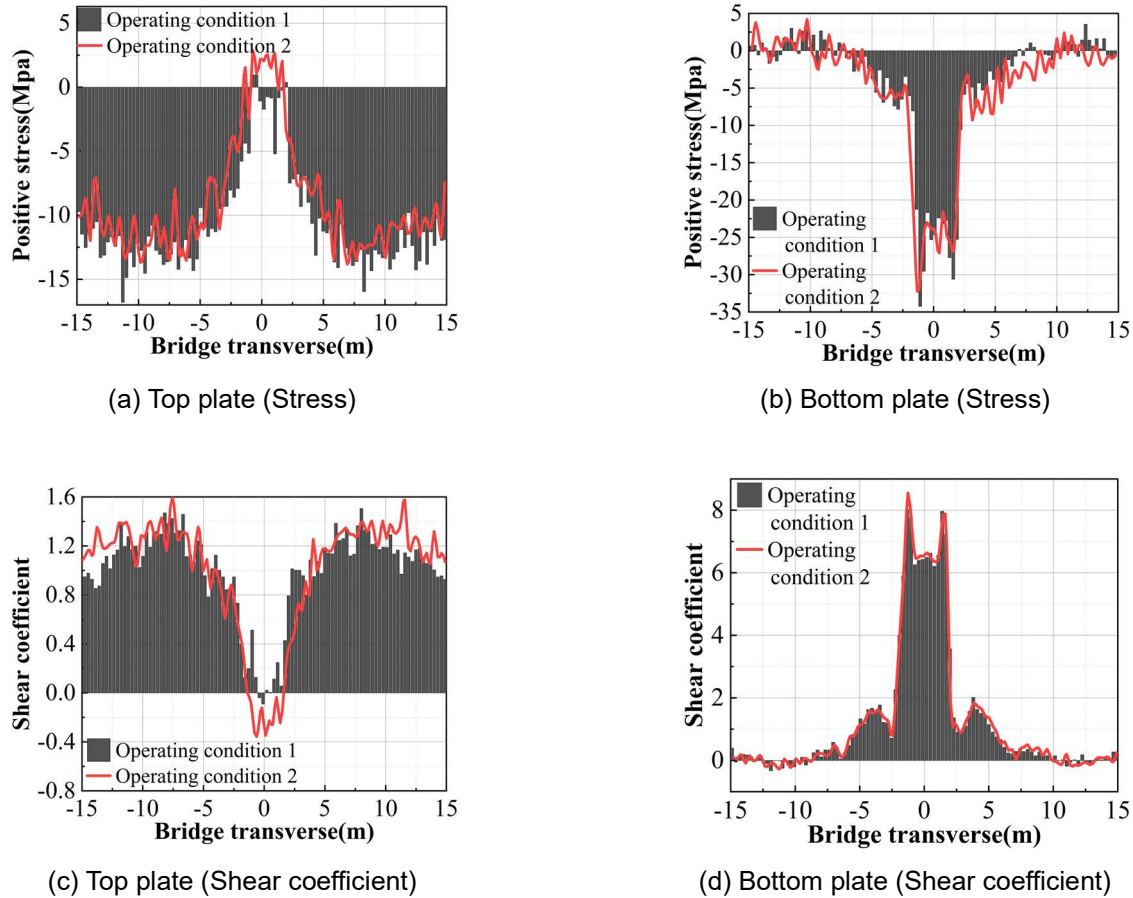 Operating condition 1
Operating condition 2
Positive stress(Mpa)
5
0
-5
-10
-15
-15
-10
-5
0
5
10
15
Bridge transverse(m)
(a) Top plate (Stress)
Operating
condition 1
Operating
condition 2
Positive stress(Mpa)
5
0
-5
-10
-15
-20
-25
-30
-35
-15
-10
-5
0
5
10
15
Bridge transverse(m)
(b) Bottom plate (Stress)
Operating condition 1
Operating condition 2
Shear coefficient
1.6
1.2
0.8
0.4
0.0
-0.4
-0.8
-15
-10
-5
0
5
10
15
Bridge transverse(m)
(c) Top plate (Shear coefficient)
Operating
condition 1
Operating
condition 2
Shear coefficient
8
6
4
2
0
-15
-10
-5
0
5
10
15
Bridge transverse(m)
(d) Bottom plate (Shear coefficient)